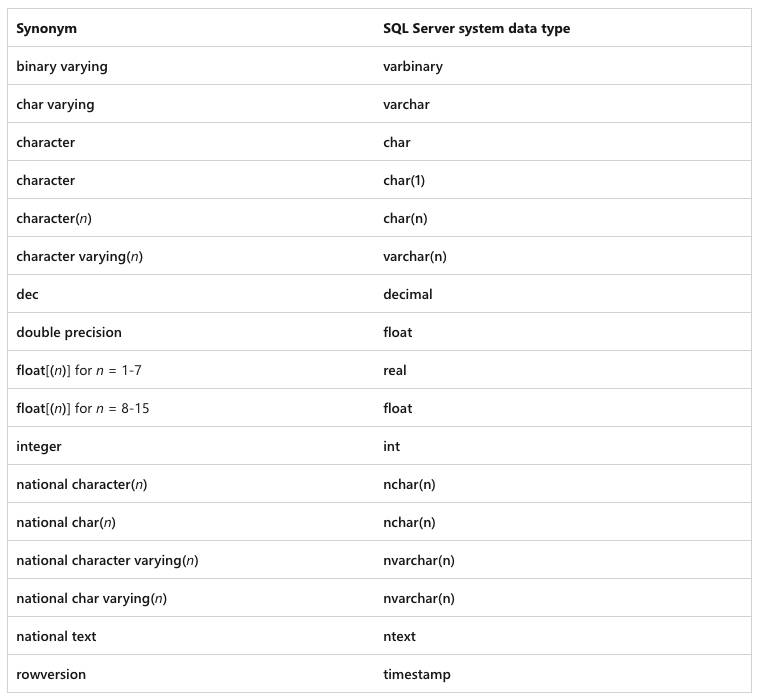 Synonym SQL Server system data type
binary varying varbinary
char varying varchar
character char
character char(1)
character(n) char(n)
character varying(n) varchar(n)
dec decimal
double precision float
float[(n)] for n = 1-7 real
float[(n)] for n = 8-15 float
integer int
national character(n) nchar(n)
national char(n) nchar(n)
national character varying(n) nvarchar(n)
national char varying(n) nvarchar(n)
national text ntext
rowversion timestamp